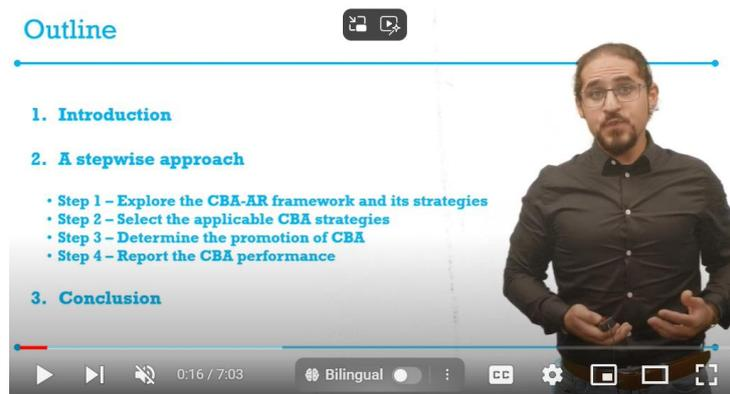 Outline
1. Introduction
2. A stepwise approach
• Step 1 – Explore the CBA-AR framework and its strategies
• Step 2 – Select the applicable CBA strategies
• Step 3 – Determine the promotion of CBA
• Step 4 – Report the CBA performance
3. Conclusion
0:16 / 7:03 Bilingual CC